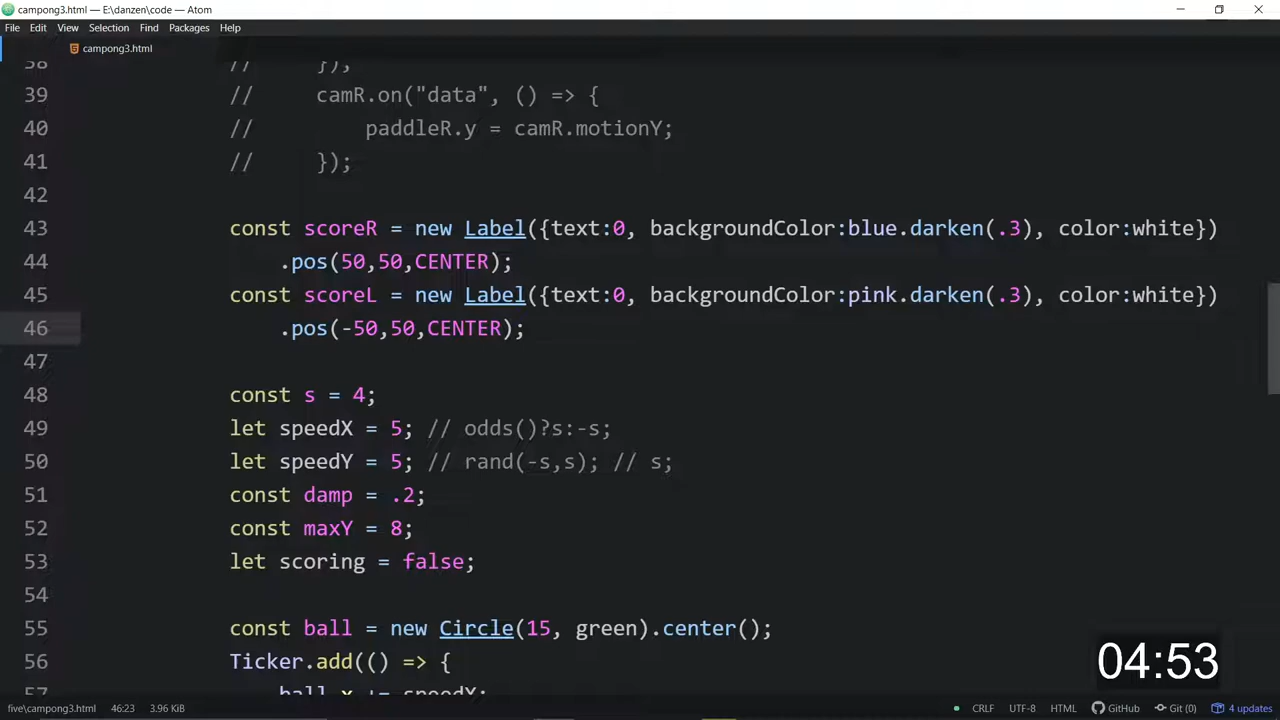 campong3.html — E:\danzen\code — Atom
File Edit View Selection Find Packages Help
campong3.html
38 // });
39 // camR.on("data", () => {
40 // paddleR.y = camR.motionY;
41 // });
42
43 const scoreR = new Label({text:0, backgroundColor:blue.darken(.3), color:white})
44 .pos(50,50,CENTER);
45 const scoreL = new Label({text:0, backgroundColor:pink.darken(.3), color:white})
46 .pos(-50,50,CENTER);
47
48 const s = 4;
49 let speedX = 5; // odds()?s:-s;
50 let speedY = 5; // rand(-s,s); // s;
51 const damp = .2;
52 const maxY = 8;
53 let scoring = false;
54
55 const ball = new Circle(15, green).center();
56 Ticker.add(() => {
57 ball.x += speedX;
04:53
five\campong3.html 46:23 3.96 KiB CRLF UTF-8 HTML GitHub Git (0) 4 updates